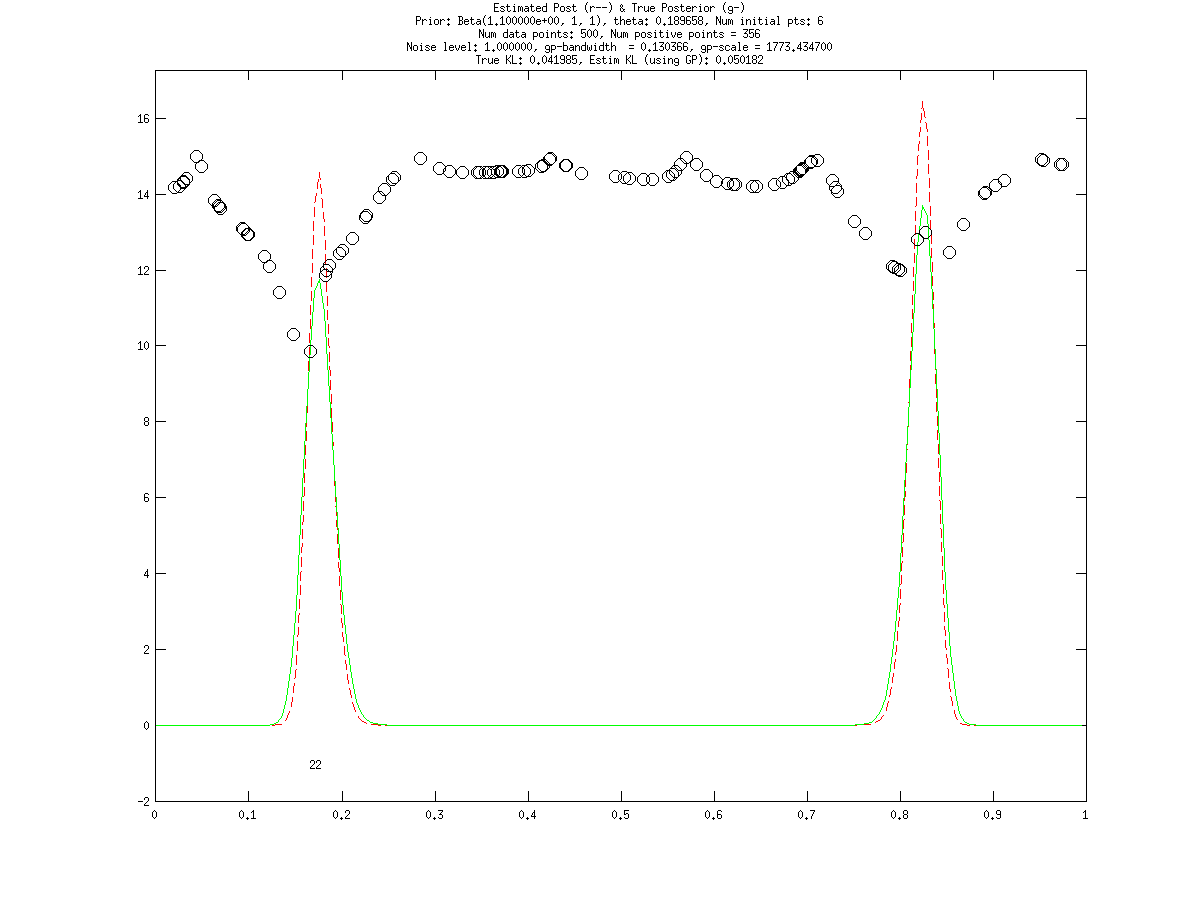 Estimated Post (r--) & True Posterior (g-)
Prior: Beta(1.100000e+00, 1, 1), theta: 0.189658, Num initial pts: 6
Num data points: 500, Num positive points = 356
Noise level: 1.000000, gp-bandwidth  = 0.130366, gp-scale = 1773.434700
True KL: 0.041985, Estim KL (using GP): 0.050182
16
14
12
10
8
6
4
2
0
22
-2
0 0.1 0.2 0.3 0.4 0.5 0.6 0.7 0.8 0.9 1